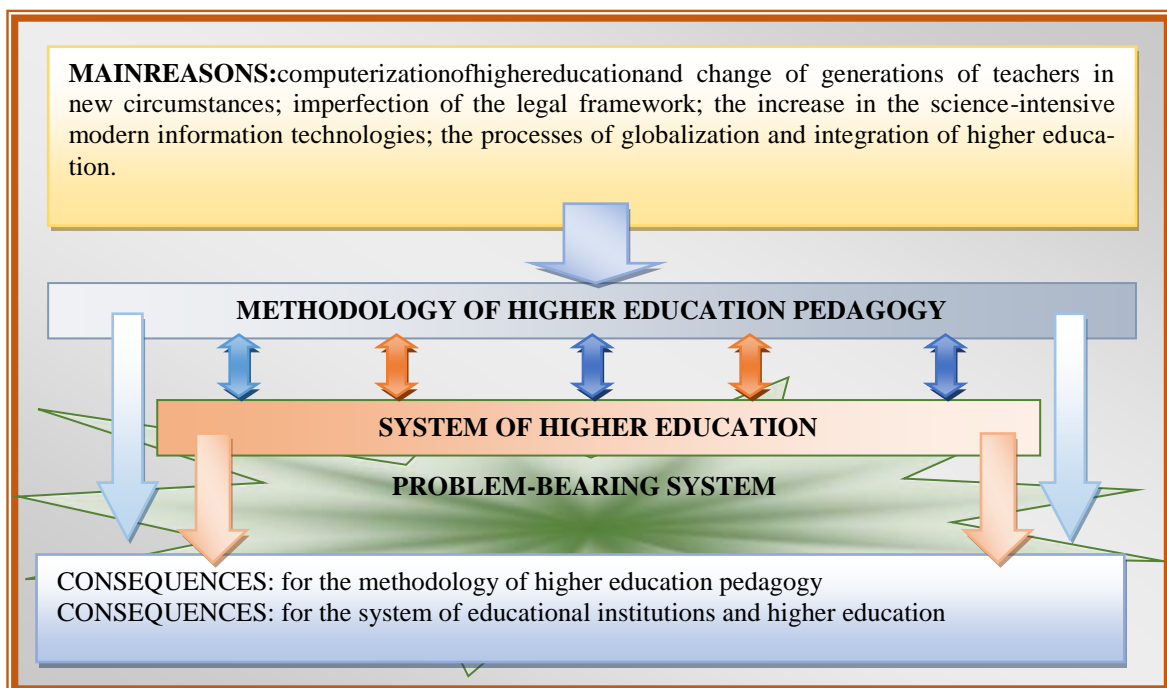 MAINREASONS:computerizationofhighereducationand change of generations of teachers in
new circumstances; imperfection of the legal framework; the increase in the science-intensive
modern information technologies; the processes of globalization and integration of higher educa-
tion.
METHODOLOGY OF HIGHER EDUCATION PEDAGOGY
SYSTEM OF HIGHER EDUCATION
PROBLEM-BEARING SYSTEM
CONSEQUENCES: for the methodology of higher education pedagogy
CONSEQUENCES: for the system of educational institutions and higher education